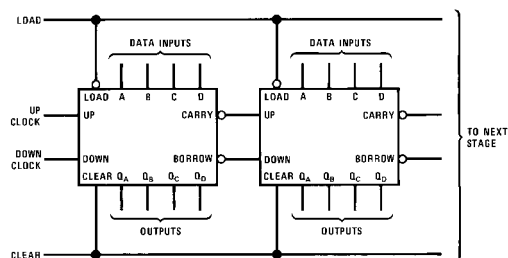 LOAD
DATA INPUTS DATA INPUTS
LOAD A B C D LOAD A B C D
UP CLOCK UP CARRY UP CARRY
TO NEXT STAGE
DOWN CLOCK DOWN BORROW DOWN BORROW
CLEAR QA QB QC QD CLEAR QA QB QC QD
OUTPUTS OUTPUTS
CLEAR